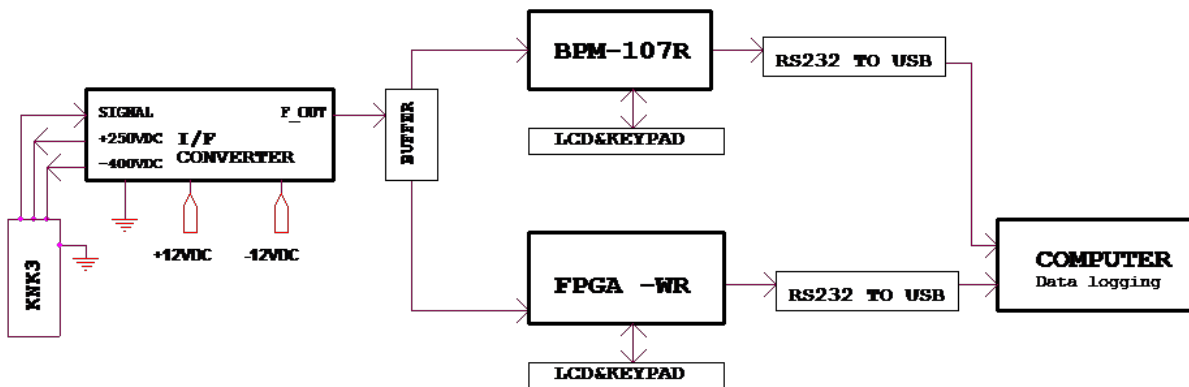 BPM-107R
RS232 TO USB
LCD&KEYPAD
SIGNAL
F_OUT
+250VDC
I/F
CONVERTER
-400VDC
BUFFER
+12VDC
-12VDC
KNK3
FPGA -WR
RS232 TO USB
LCD&KEYPAD
COMPUTER
Data logging